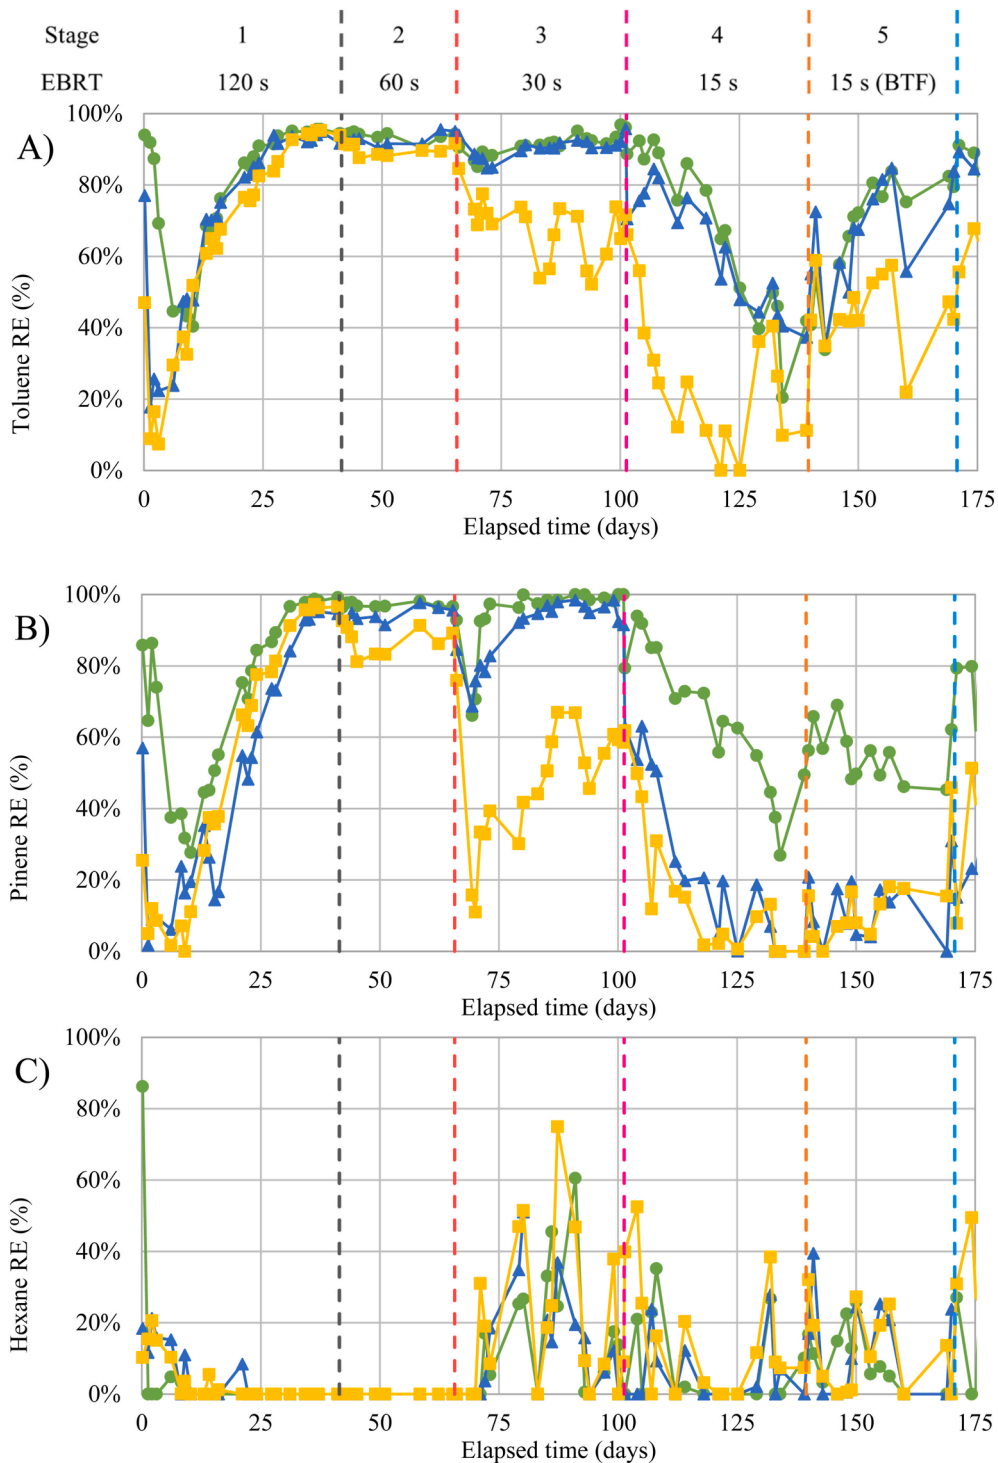 Stage 1 2 3 4 5
EBRT 120 s 60 s 30 s 15 s 15 s (BTF)
A)
Toluene RE (%)
100%
80%
60%
40%
20%
0%
0 25 50 75 100 125 150 175
Elapsed time (days)
B)
Pinene RE (%)
100%
80%
60%
40%
20%
0%
0 25 50 75 100 125 150 175
Elapsed time (days)
C)
Hexane RE (%)
100%
80%
60%
40%
20%
0%
0 25 50 75 100 125 150 175
Elapsed time (days)